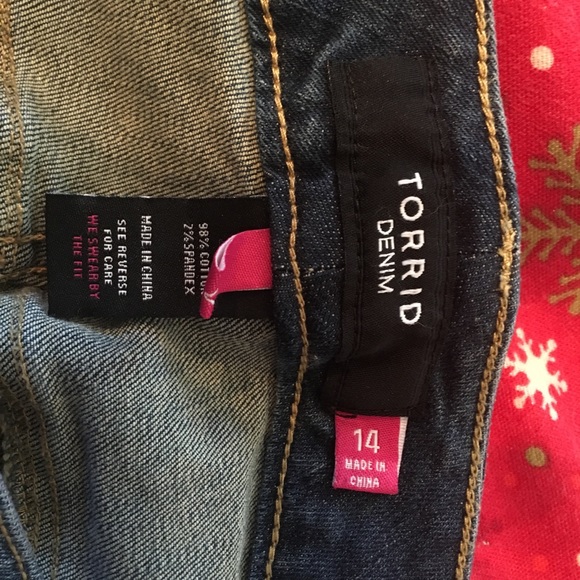 TORRID
DENIM
14
MADE IN
CHINA
98% COTTON
2% SPANDEX
MADE IN CHINA
SEE REVERSE
FOR CARE
WE SWEAR BY
THE FIT